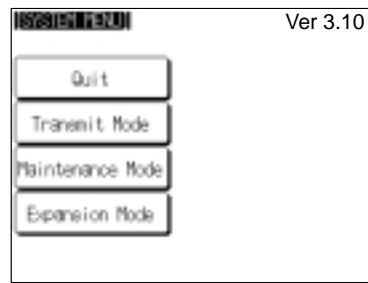 [SYSTEM MENU] Ver 3.10
Quit
Transmit Mode
Maintenance Mode
Expansion Mode